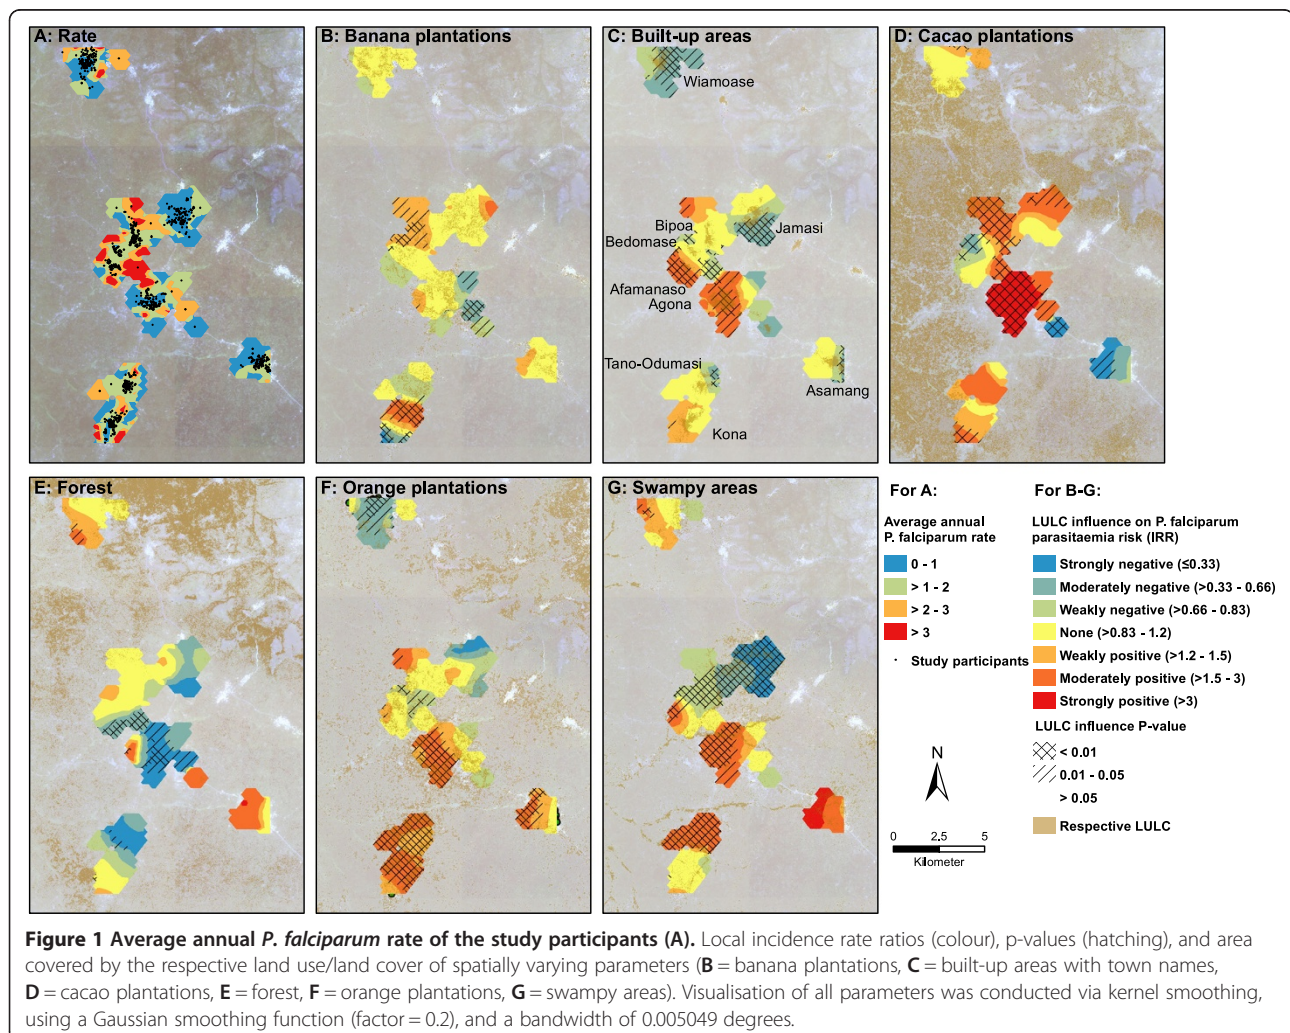 A: Rate
B: Banana plantations
C: Built-up areas
Wiamoase
Bipoa
Bedomase
Jamasi
Afamanaso
Agona
Tano-Odumasi
Asamang
Kona
D: Cacao plantations
E: Forest
F: Orange plantations
G: Swampy areas
For A:
Average annual
P. falciparum rate
0 - 1
> 1 - 2
> 2 - 3
> 3
Study participants
For B-G:
LULC influence on P. falciparum
parasitaemia risk (IRR)
Strongly negative (≤0.33)
Moderately negative (>0.33 - 0.66)
Weakly negative (>0.66 - 0.83)
None (>0.83 - 1.2)
Weakly positive (>1.2 - 1.5)
Moderately positive (>1.5 - 3)
Strongly positive (>3)
LULC influence P-value
< 0.01
0.01 - 0.05
> 0.05
Respective LULC
N
0 2.5 5
Kilometer
Figure 1 Average annual P. falciparum rate of the study participants (A). Local incidence rate ratios (colour), p-values (hatching), and area
covered by the respective land use/land cover of spatially varying parameters (B = banana plantations, C = built-up areas with town names,
D = cacao plantations, E = forest, F = orange plantations, G = swampy areas). Visualisation of all parameters was conducted via kernel smoothing,
using a Gaussian smoothing function (factor = 0.2), and a bandwidth of 0.005049 degrees.